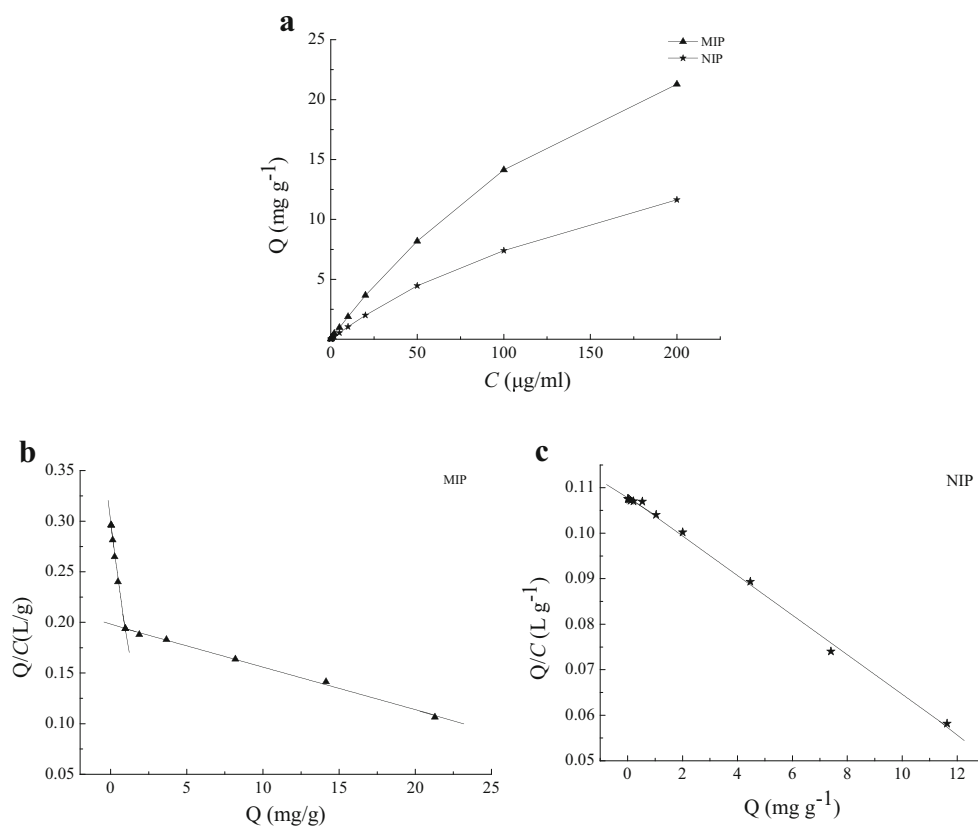 a
25
20
15
10
5
0
50
100
150
200
Q (mg g⁻¹)
C (μg/ml)
MIP
NIP
b
0.35
0.30
0.25
0.20
0.15
0.10
0.05
0
5
10
15
20
25
Q/C(L/g)
Q (mg/g)
MIP
c
0.11
0.10
0.09
0.08
0.07
0.06
0.05
0
2
4
6
8
10
12
Q/C (L g⁻¹)
Q (mg g⁻¹)
NIP